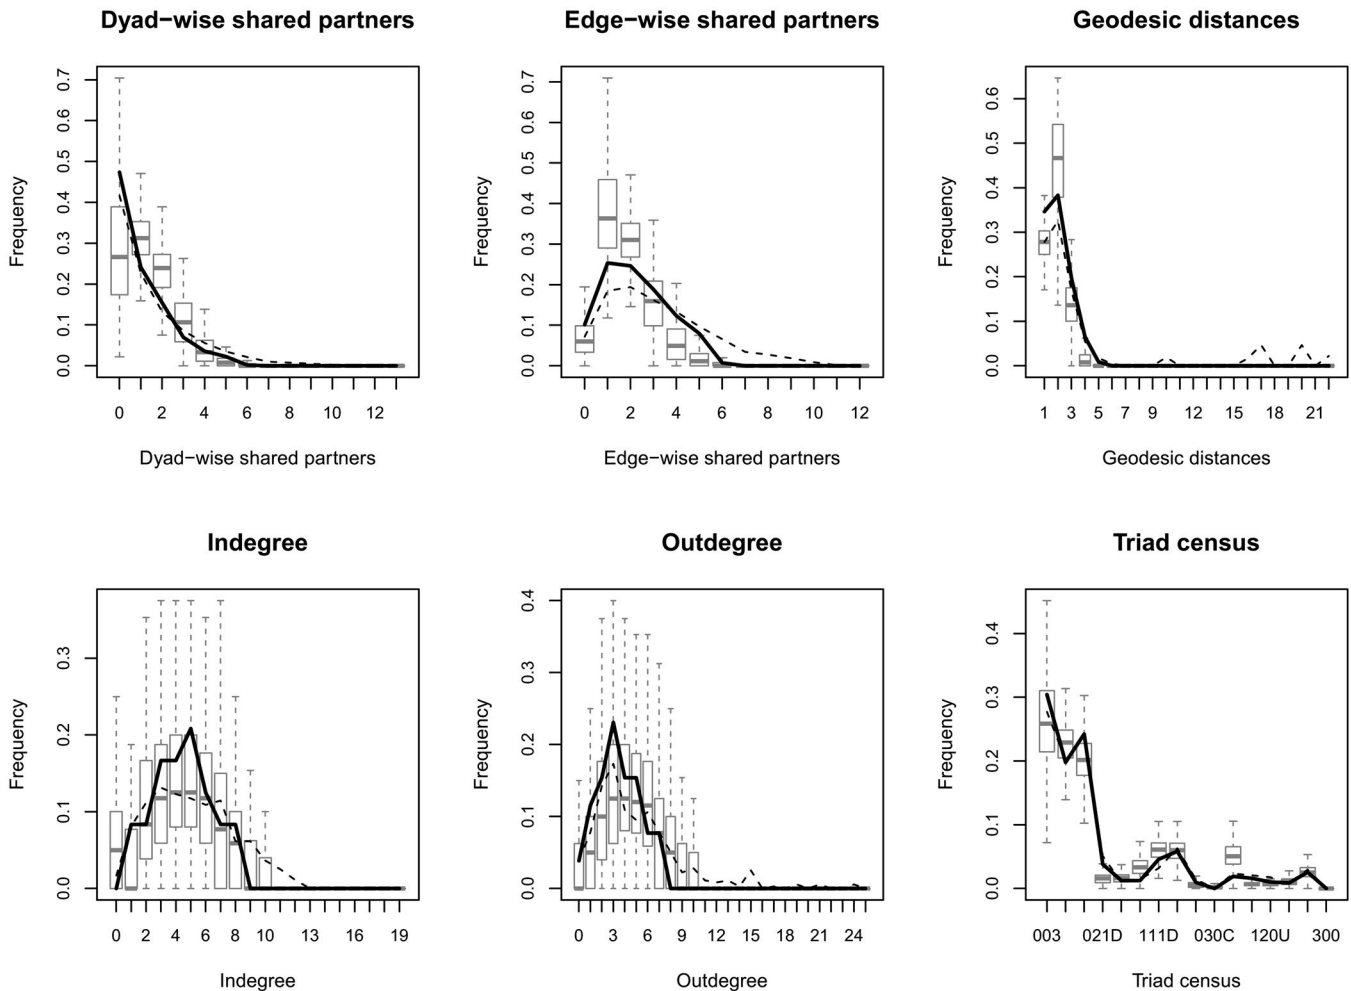 Dyad−wise shared partners
Frequency
0.7
0.6
0.5
0.4
0.3
0.2
0.1
0.0
0 2 4 6 8 10 12
Dyad−wise shared partners
Edge−wise shared partners
Frequency
0.7
0.6
0.5
0.4
0.3
0.2
0.1
0.0
0 2 4 6 8 10 12
Edge−wise shared partners
Geodesic distances
Frequency
0.6
0.5
0.4
0.3
0.2
0.1
0.0
1 3 5 7 9 12 15 18 21
Geodesic distances
Indegree
Frequency
0.3
0.2
0.1
0.0
0 2 4 6 8 10 13 16 19
Indegree
Outdegree
Frequency
0.4
0.3
0.2
0.1
0.0
0 3 6 9 12 15 18 21 24
Outdegree
Triad census
Frequency
0.4
0.3
0.2
0.1
0.0
003 021D 111D 030C 120U 300
Triad census